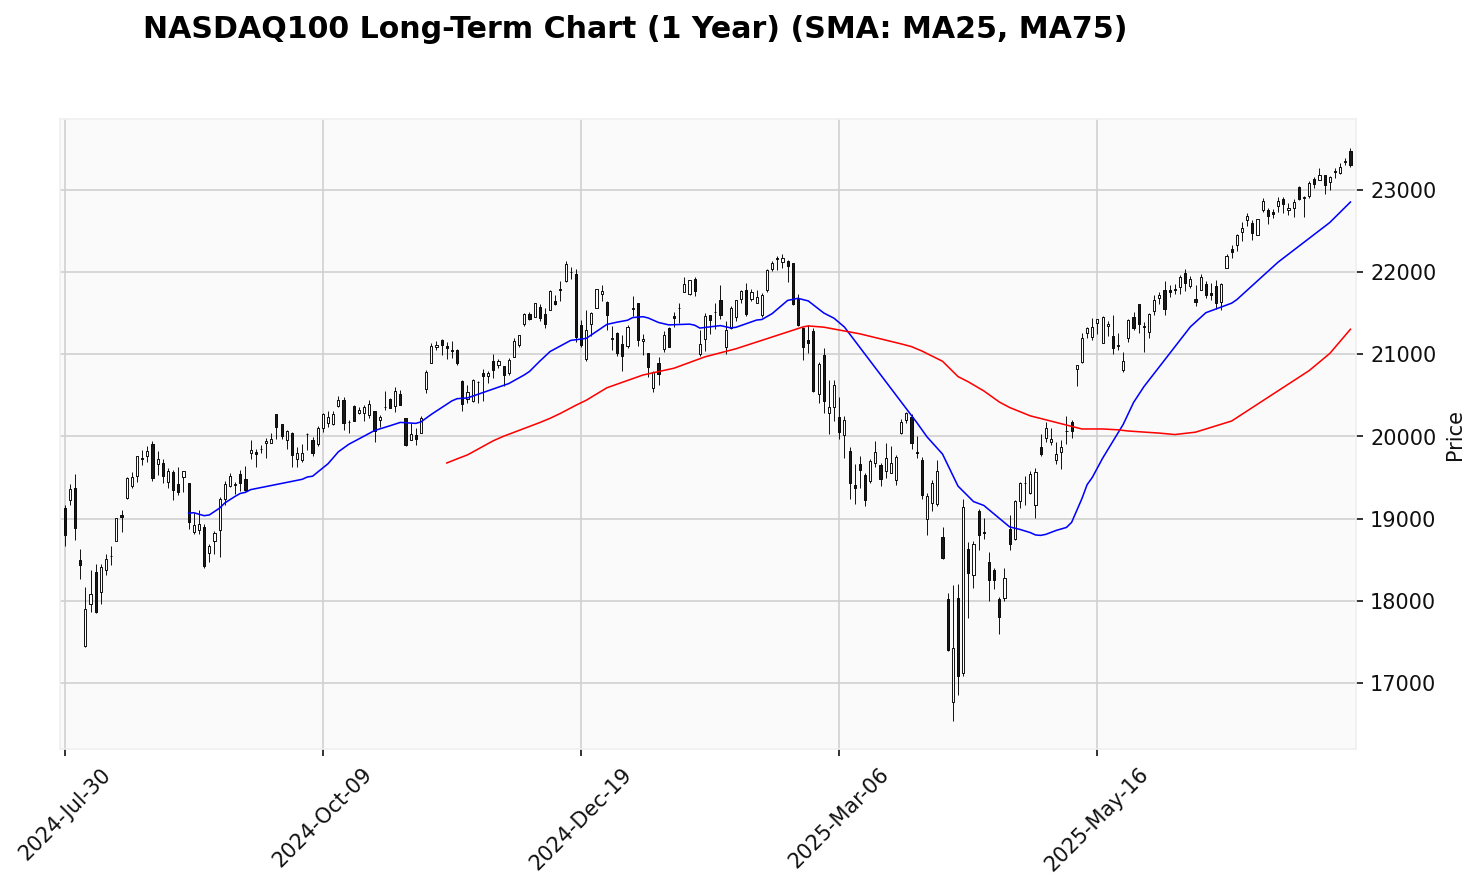 NASDAQ100 Long-Term Chart (1 Year) (SMA: MA25, MA75)
23000
22000
21000
20000
19000
18000
17000
Price
2024-Jul-30
2024-Oct-09
2024-Dec-19
2025-Mar-06
2025-May-16